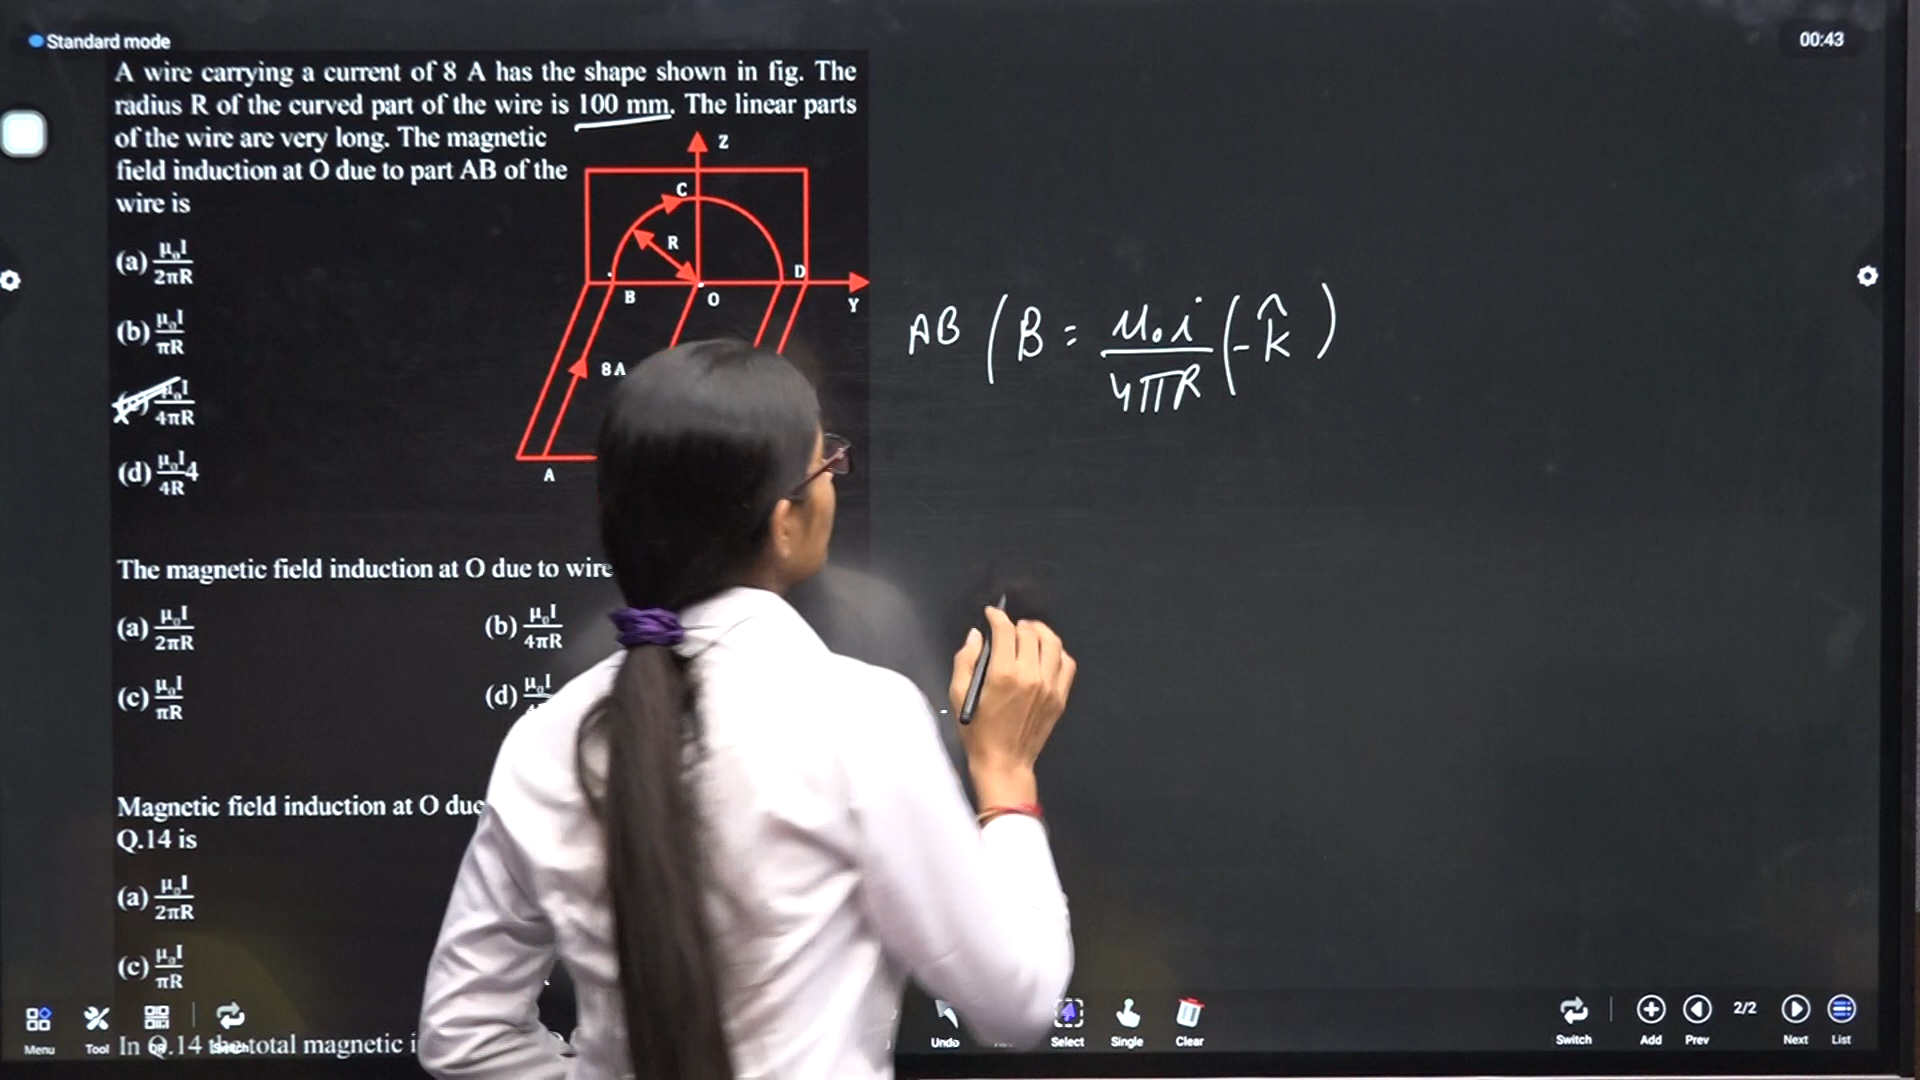 Standard mode
00:43
A wire carrying a current of 8 A has the shape shown in fig. The
radius R of the curved part of the wire is 100 mm. The linear parts
of the wire are very long. The magnetic
field induction at O due to part AB of the
wire is
(a) μ₀I/2πR
(b) μ₀I/πR
(c) μ₀I/4πR
(d) μ₀I/4R 4
Z
C
R
D
B
O
Y
8 A
A
AB ( B = μ₀i/4πR (-k̂ )
The magnetic field induction at O due to wire
(a) μ₀I/2πR
(b) μ₀I/4πR
(c) μ₀I/πR
(d) μ₀I
Magnetic field induction at O due
Q.14 is
(a) μ₀I/2πR
(c) μ₀I/πR
In Q.14 the total magnetic
Menu
Tool
QR
Switch
Undo
Select
Single
Clear
Switch
Add
Prev
2/2
Next
List